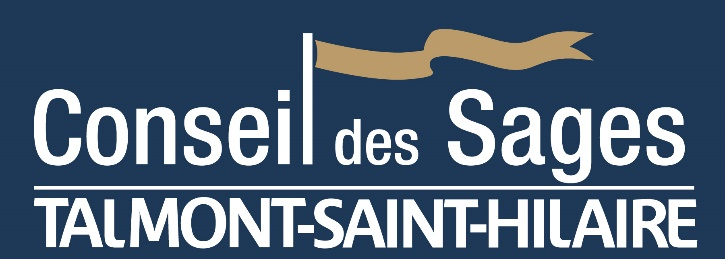 Conseil des Sages
TALMONT-SAINT-HILAIRE